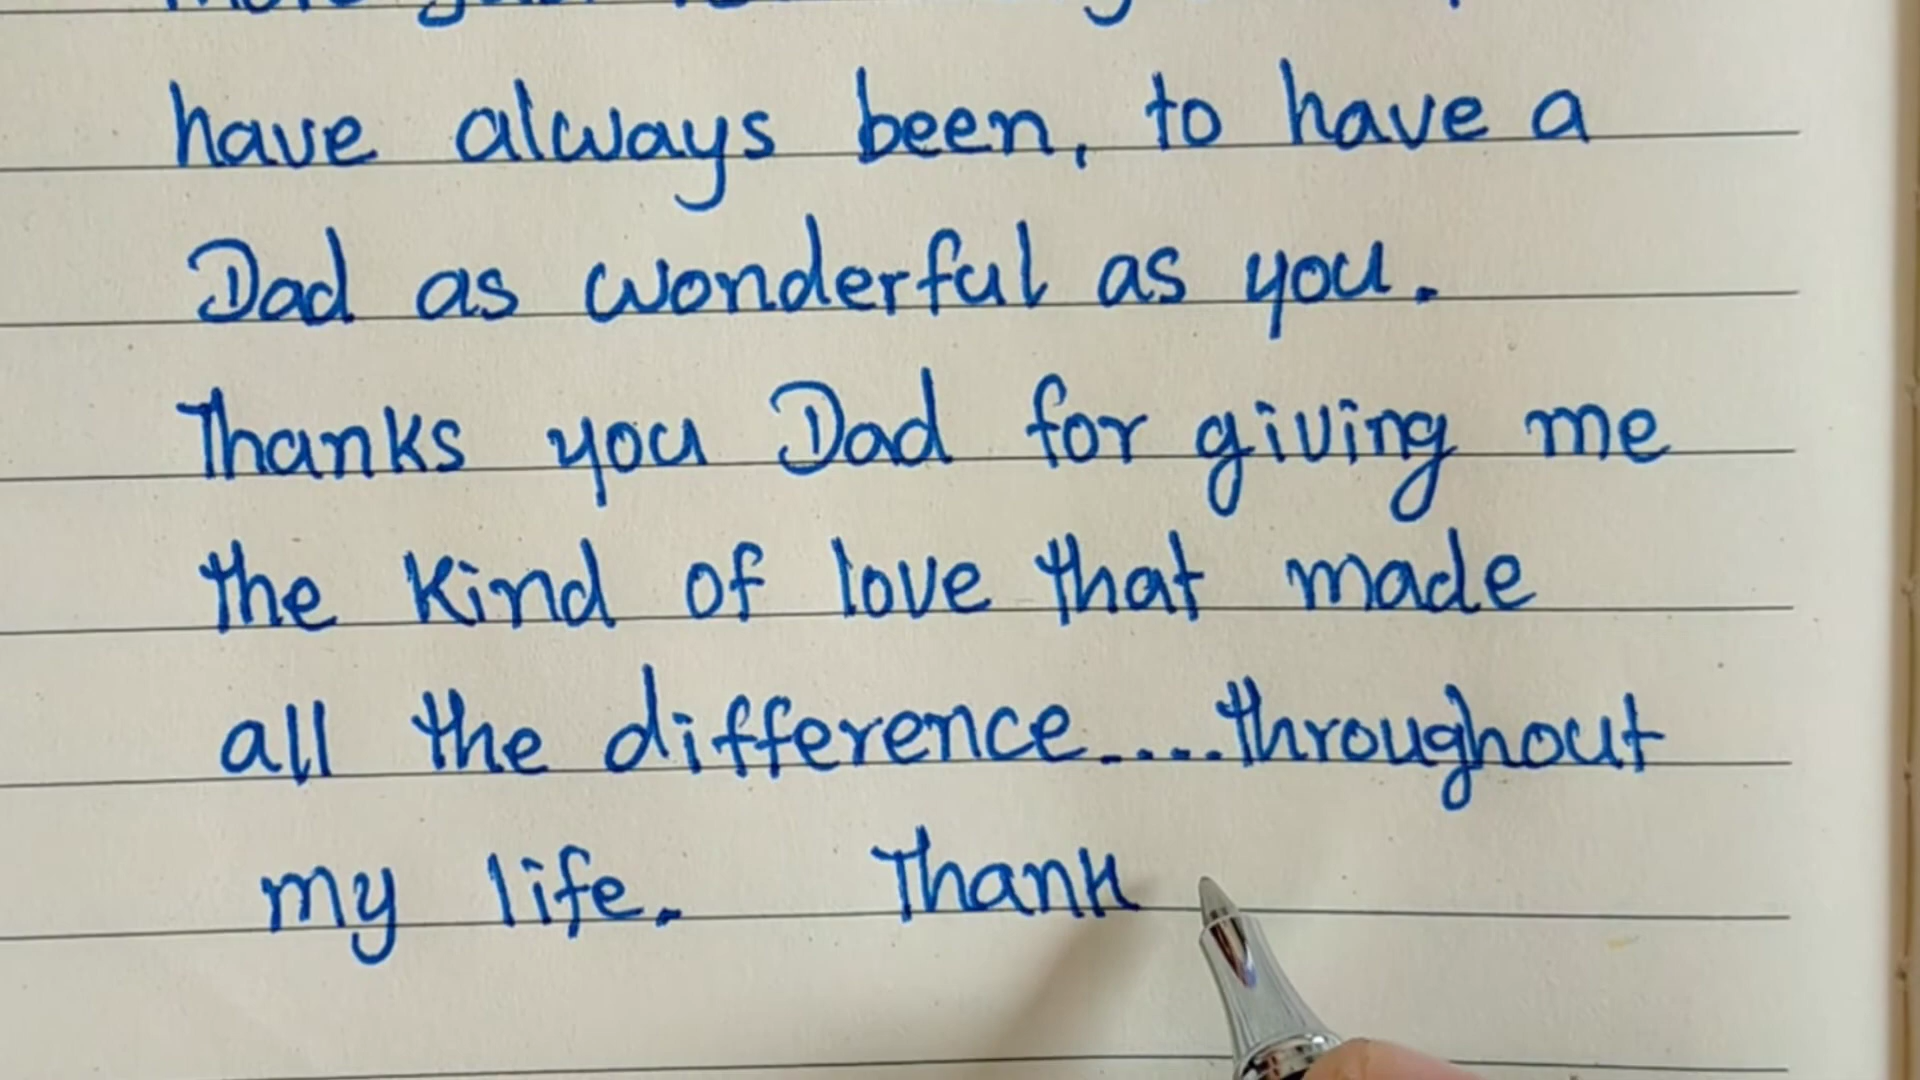 have always been, to have a
Dad as wonderful as you.
Thanks you Dad for giving me
the kind of love that made
all the difference....throughout
my life. Thank